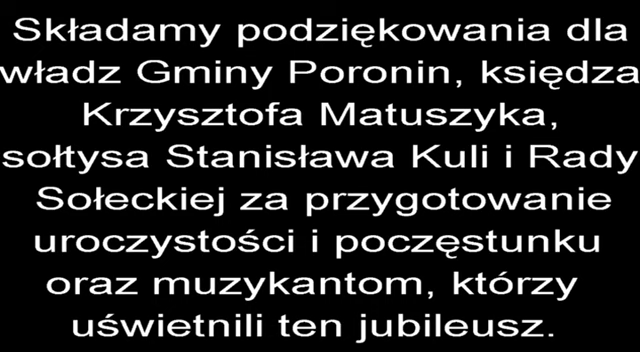 Składamy podziękowania dla
władz Gminy Poronin, księdza
Krzysztofa Matuszyka,
sołtysa Stanisława Kuli i Rady
Sołeckiej za przygotowanie
uroczystości i poczęstunku
oraz muzykantom, którzy
uświetnili ten jubileusz.